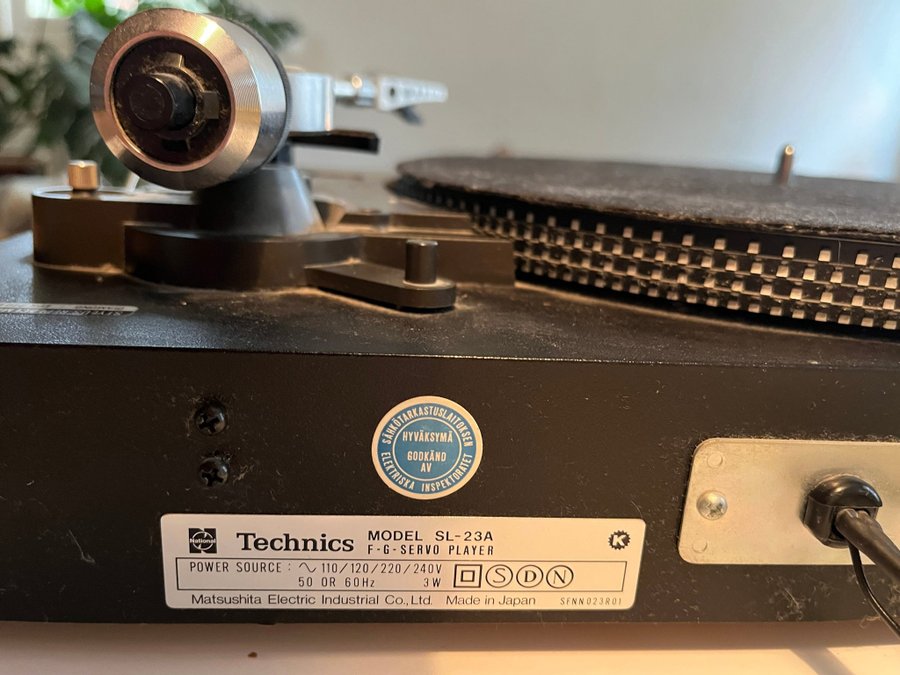 SÄHKÖTARKASTUSLAITOKSEN
HYVÄKSYMÄ
GODKÄND
AV
ELEKTRISKA INSPEKTORATET
National
Technics
MODEL SL-23A
F-G-SERVO PLAYER
K
POWER SOURCE : ∿ 110/120/220/240V
50 OR 60Hz 3W
S D N
Matsushita Electric Industrial Co., Ltd. Made in Japan SFNN023R01